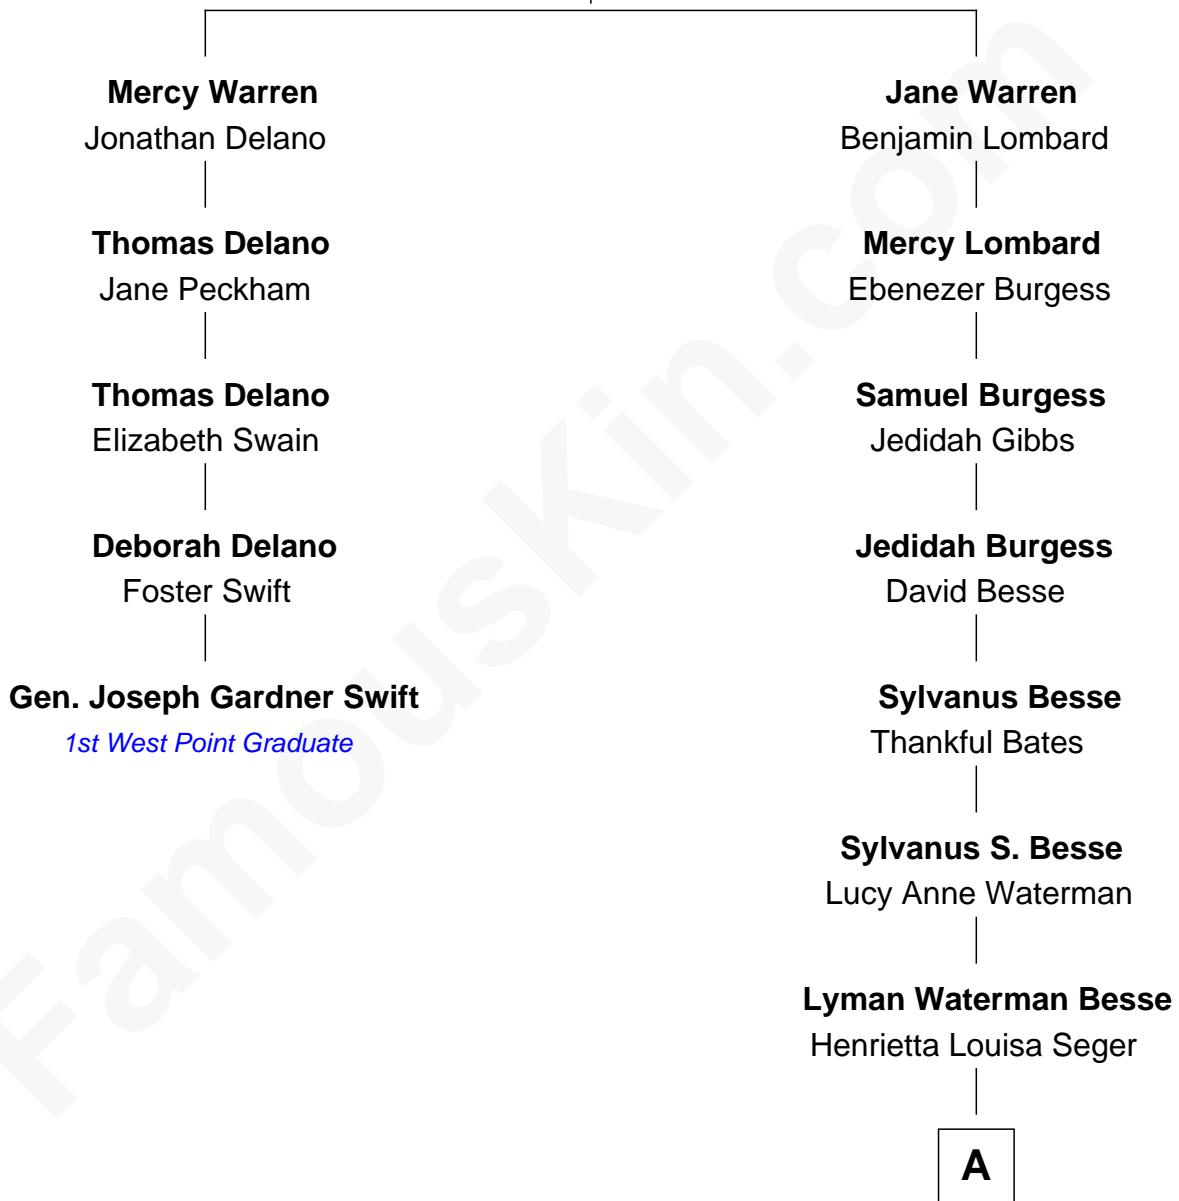 Mercy Warren
Jonathan Delano
Jane Warren
Benjamin Lombard
Thomas Delano
Jane Peckham
Mercy Lombard
Ebenezer Burgess
Thomas Delano
Elizabeth Swain
Samuel Burgess
Jedidah Gibbs
Deborah Delano
Foster Swift
Jedidah Burgess
David Besse
Gen. Joseph Gardner Swift
1st West Point Graduate
Sylvanus Besse
Thankful Bates
Sylvanus S. Besse
Lucy Anne Waterman
Lyman Waterman Besse
Henrietta Louisa Seger
A
FamousKin.com